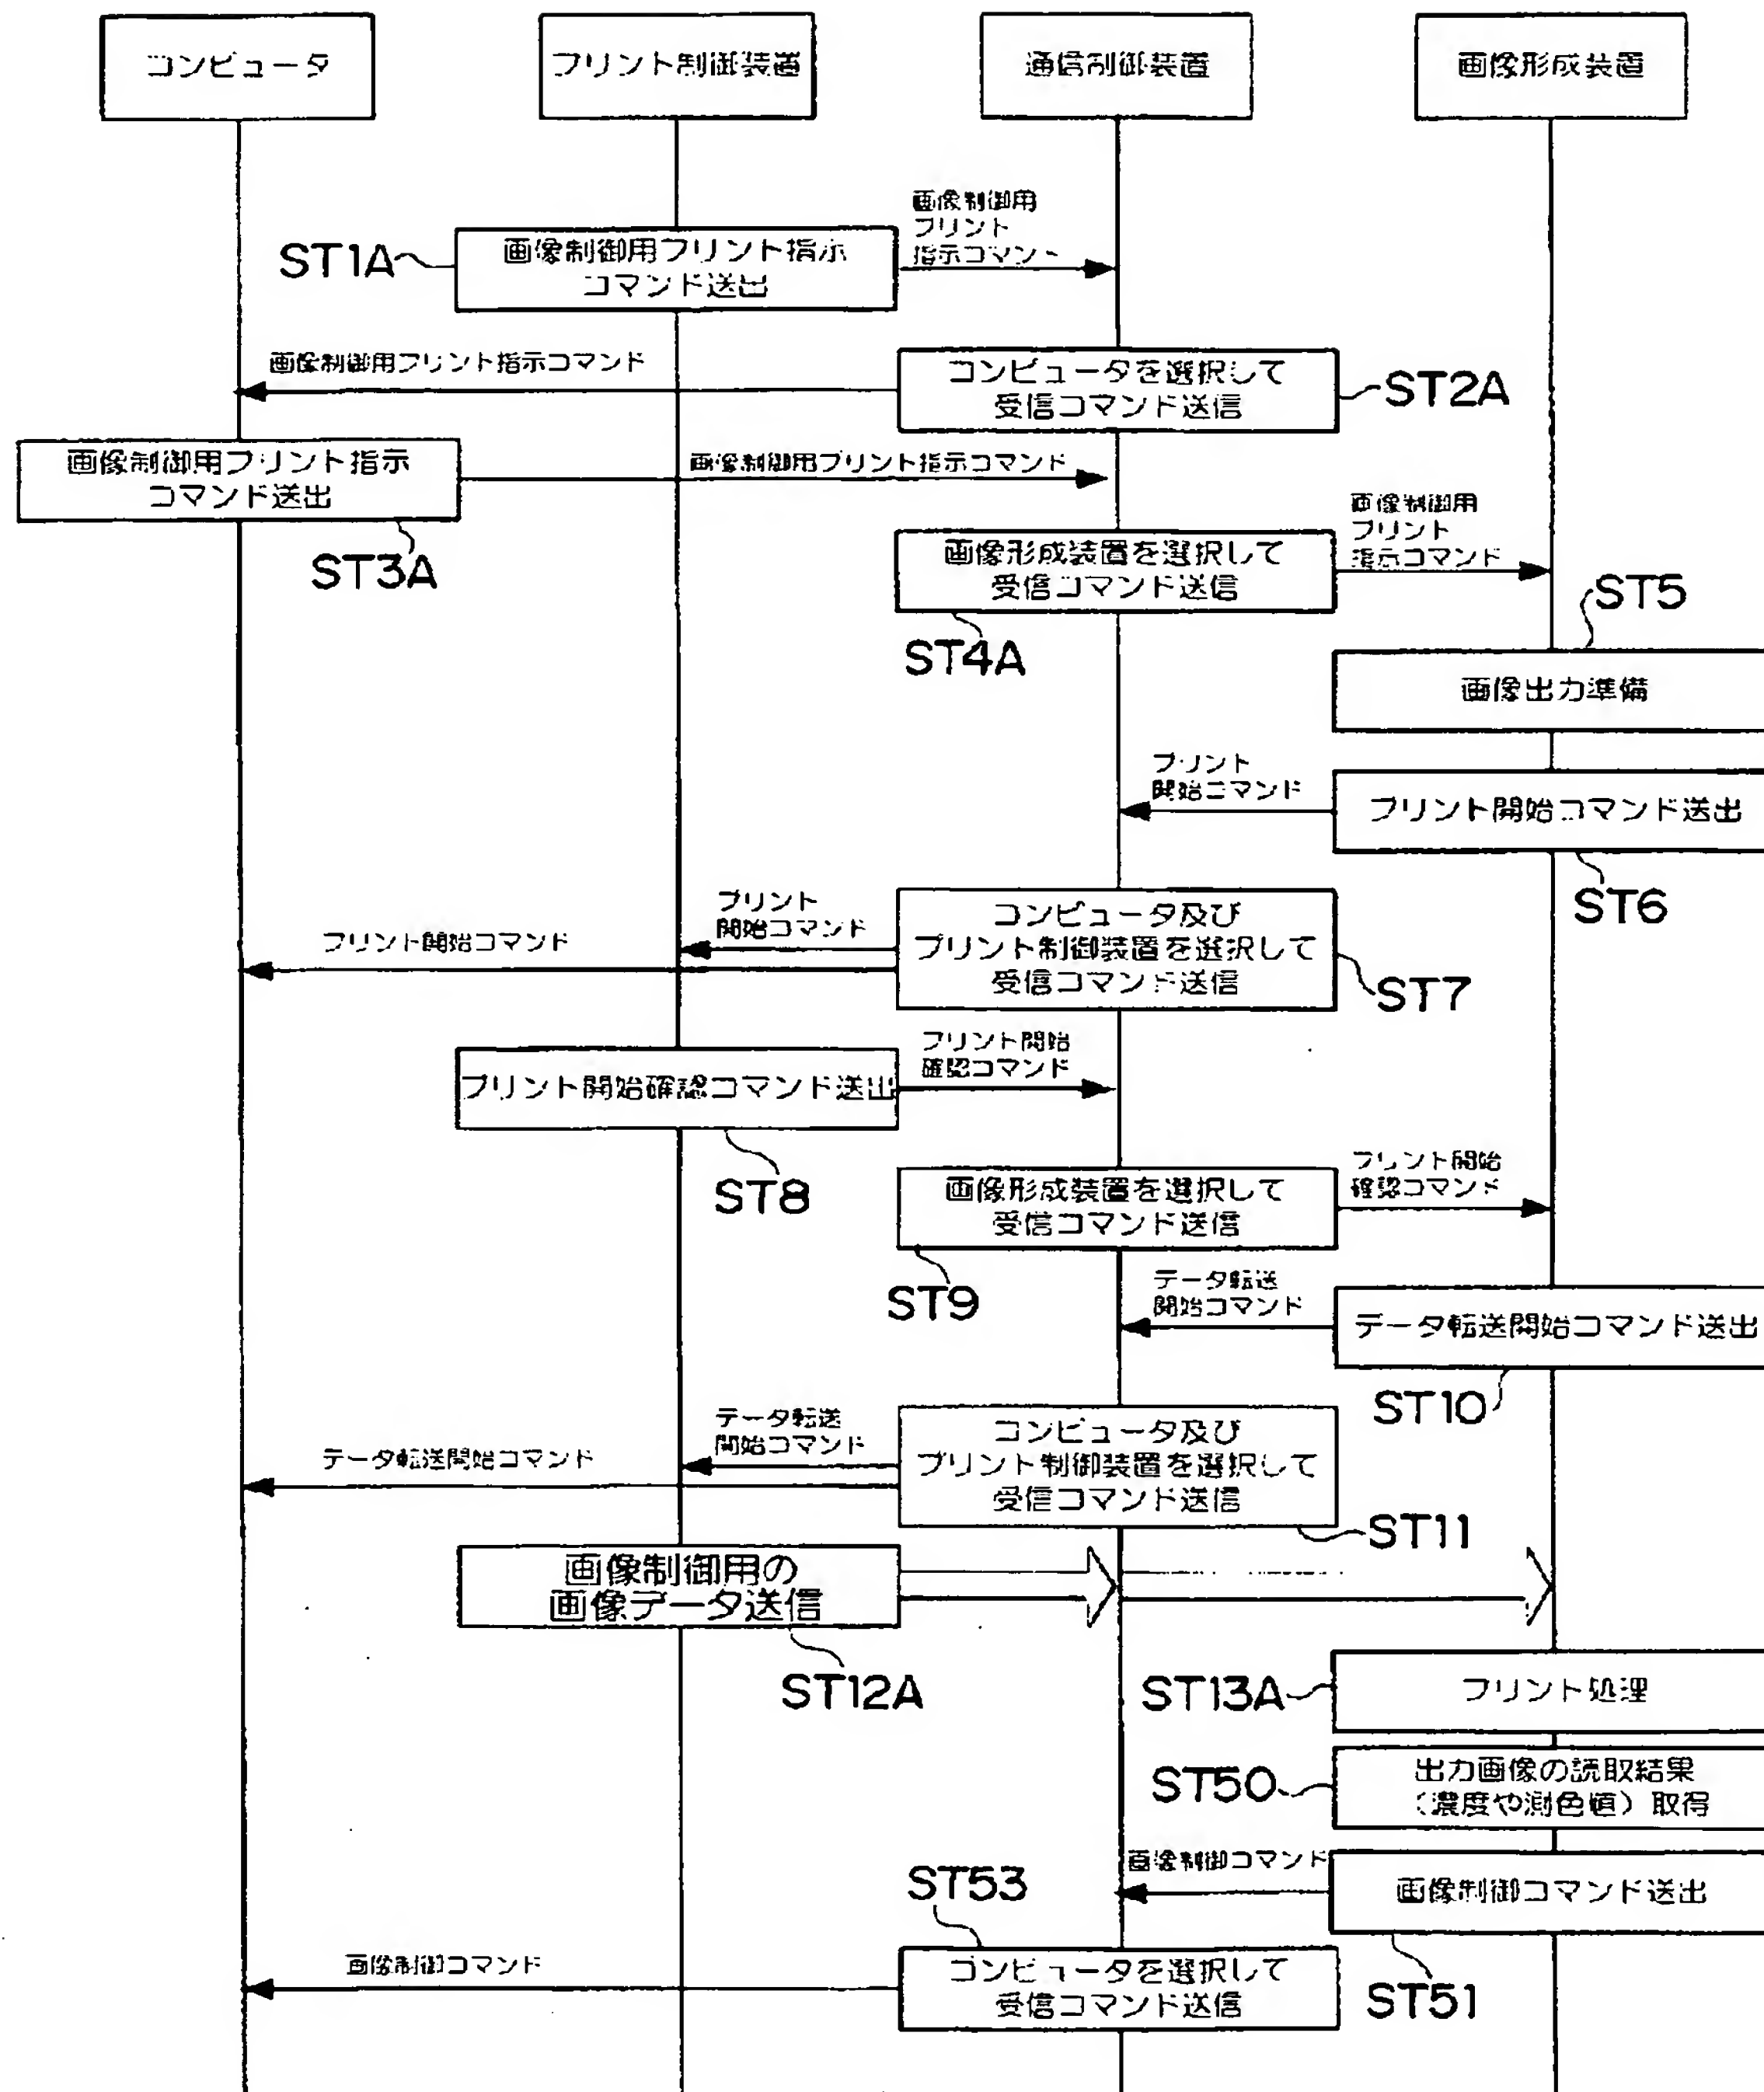 コンピュータ
プリント制御装置
通信制御装置
画像形成装置
画像制御用
プリント
指示コマンド
ST1A
画像制御用プリント指示
コマンド送出
画像制御用プリント指示コマンド
コンピュータを選択して
受信コマンド送信
ST2A
画像制御用プリント指示
コマンド送出
画像制御用プリント指示コマンド
ST3A
画像制御用
プリント
指示コマンド
画像形成装置を選択して
受信コマンド送信
ST4A
ST5
画像出力準備
プリント
開始コマンド
プリント開始コマンド送出
ST6
プリント
開始コマンド
プリント開始コマンド
コンピュータ及び
プリント制御装置を選択して
受信コマンド送信
ST7
プリント開始
確認コマンド
プリント開始確認コマンド送出
ST8
プリント開始
確認コマンド
画像形成装置を選択して
受信コマンド送信
ST9
データ転送
開始コマンド
データ転送開始コマンド送出
ST10
データ転送
開始コマンド
データ転送開始コマンド
コンピュータ及び
プリント制御装置を選択して
受信コマンド送信
ST11
画像制御用の
画像データ送信
ST12A
ST13A
プリント処理
ST50
出力画像の読取結果
(濃度や測色値)取得
画像制御コマンド
画像制御コマンド送出
ST51
ST53
画像制御コマンド
コンピュータを選択して
受信コマンド送信